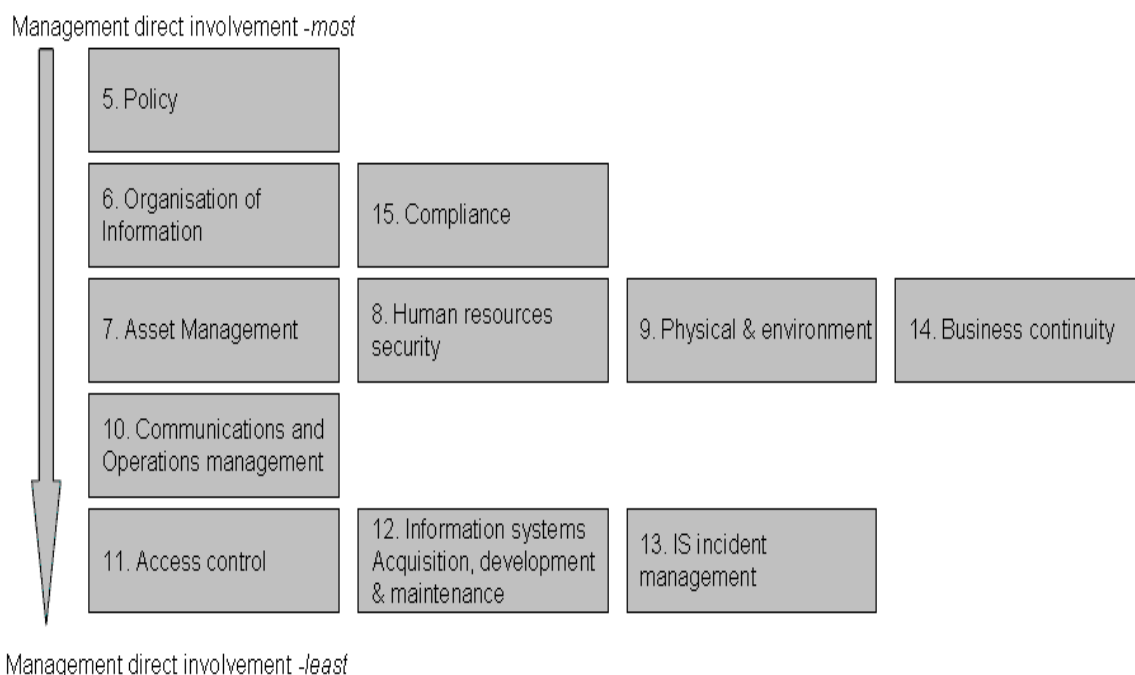 Management direct involvement -most
5. Policy
6. Organisation of
Information
15. Compliance
7. Asset Management
8. Human resources
security
9. Physical & environment
14. Business continuity
10. Communications and
Operations management
11. Access control
12. Information systems
Acquisition, development
& maintenance
13. IS incident
management
Management direct involvement -least